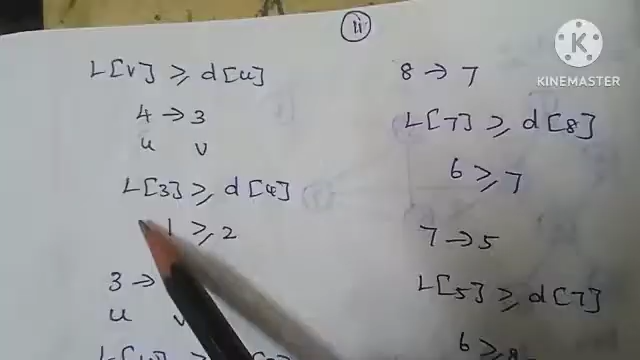 ii
L[v] ⩾ d[u]
4 → 3
u v
L[3] ⩾ d[4]
1 ⩾ 2
3 →
u v
8 → 7
L[7] ⩾ d[8]
6 ⩾ 7
7 → 5
L[5] ⩾ d[7]
6 ⩾ 8
K
KINEMASTER